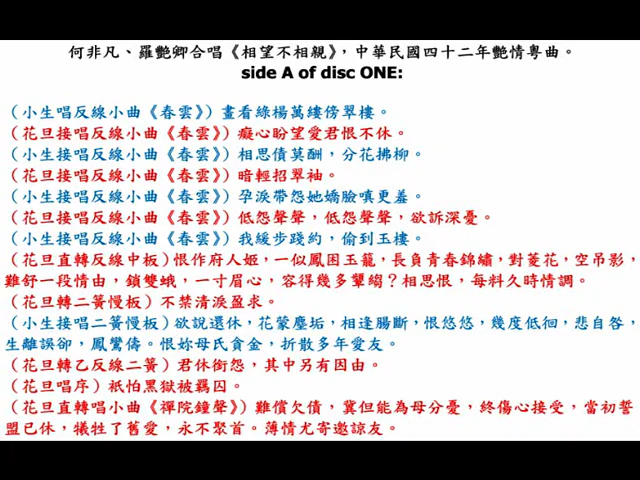 何非凡、羅艷卿合唱《相望不相親》，中華民國四十二年艷情粵曲。
side A of disc ONE:
（小生唱反線小曲《春雲》）畫看綠楊萬縷傍翠樓。
（花旦接唱反線小曲《春雲》）癡心盼望愛君恨不休。
（小生接唱反線小曲《春雲》）相思債莫酬，分花拂柳。
（花旦接唱反線小曲《春雲》）暗輕招翠袖。
（小生接唱反線小曲《春雲》）孕淚帶怨她嬌臉嗔更羞。
（花旦接唱反線小曲《春雲》）低怨聲聲，低怨聲聲，欲訴深憂。
（小生接唱反線小曲《春雲》）我緩步踐約，偷到玉樓。
（花旦直轉反線中板）恨作府人姬，一似鳳困玉籠，長負青春錦繡，對菱花，空吊影，
難舒一段情由，鎖雙蛾，一寸眉心，容得幾多顰縐？相思恨，每料久時情調。
（花旦轉二簧慢板）不禁清淚盈求。
（小生接唱二簧慢板）欲說還休，花蒙塵垢，相逢腸斷，恨悠悠，幾度低徊，悲自咎，
生離誤卻，鳳鸞儔。恨妳母氏貪金，折散多年愛友。
（花旦轉乙反線二簧）君休銜怨，其中另有因由。
（花旦唱序）祇怕黑獄被羈囚。
（花旦直轉唱小曲《禪院鐘聲》）難償欠債，冀但能為母分憂，終傷心接受，當初誓
盟已休，犧牲了舊愛，永不聚首。薄情尤寄邀諒友。